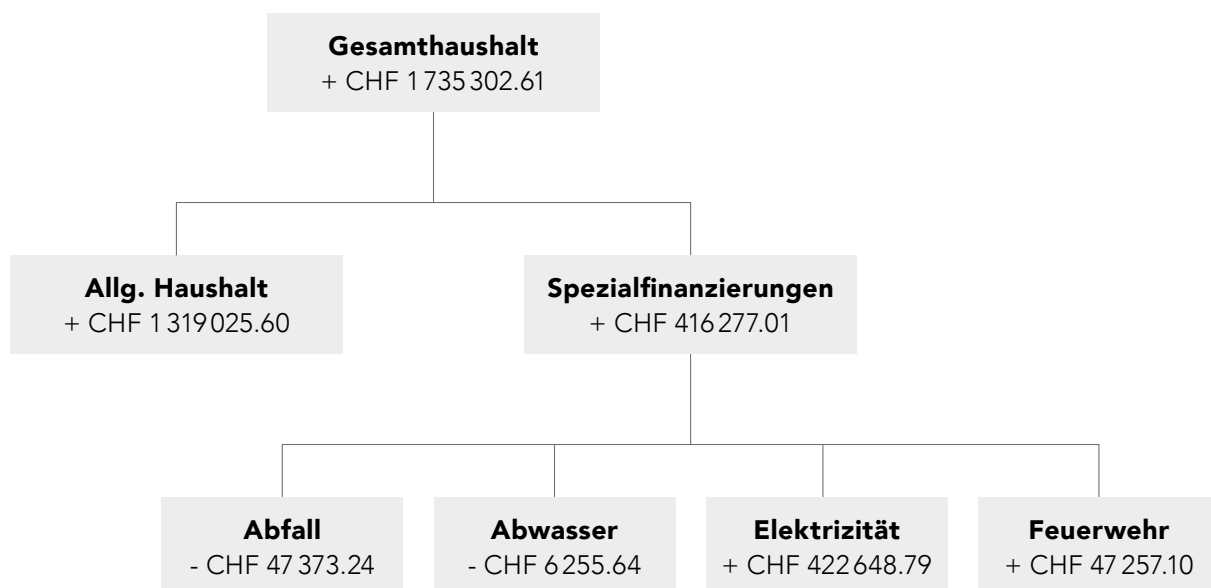 Gesamthaushalt
+ CHF 1 735 302.61
Allg. Haushalt
+ CHF 1 319 025.60
Spezialfinanzierungen
+ CHF 416 277.01
Abfall
- CHF 47 373.24
Abwasser
- CHF 6 255.64
Elektrizität
+ CHF 422 648.79
Feuerwehr
+ CHF 47 257.10